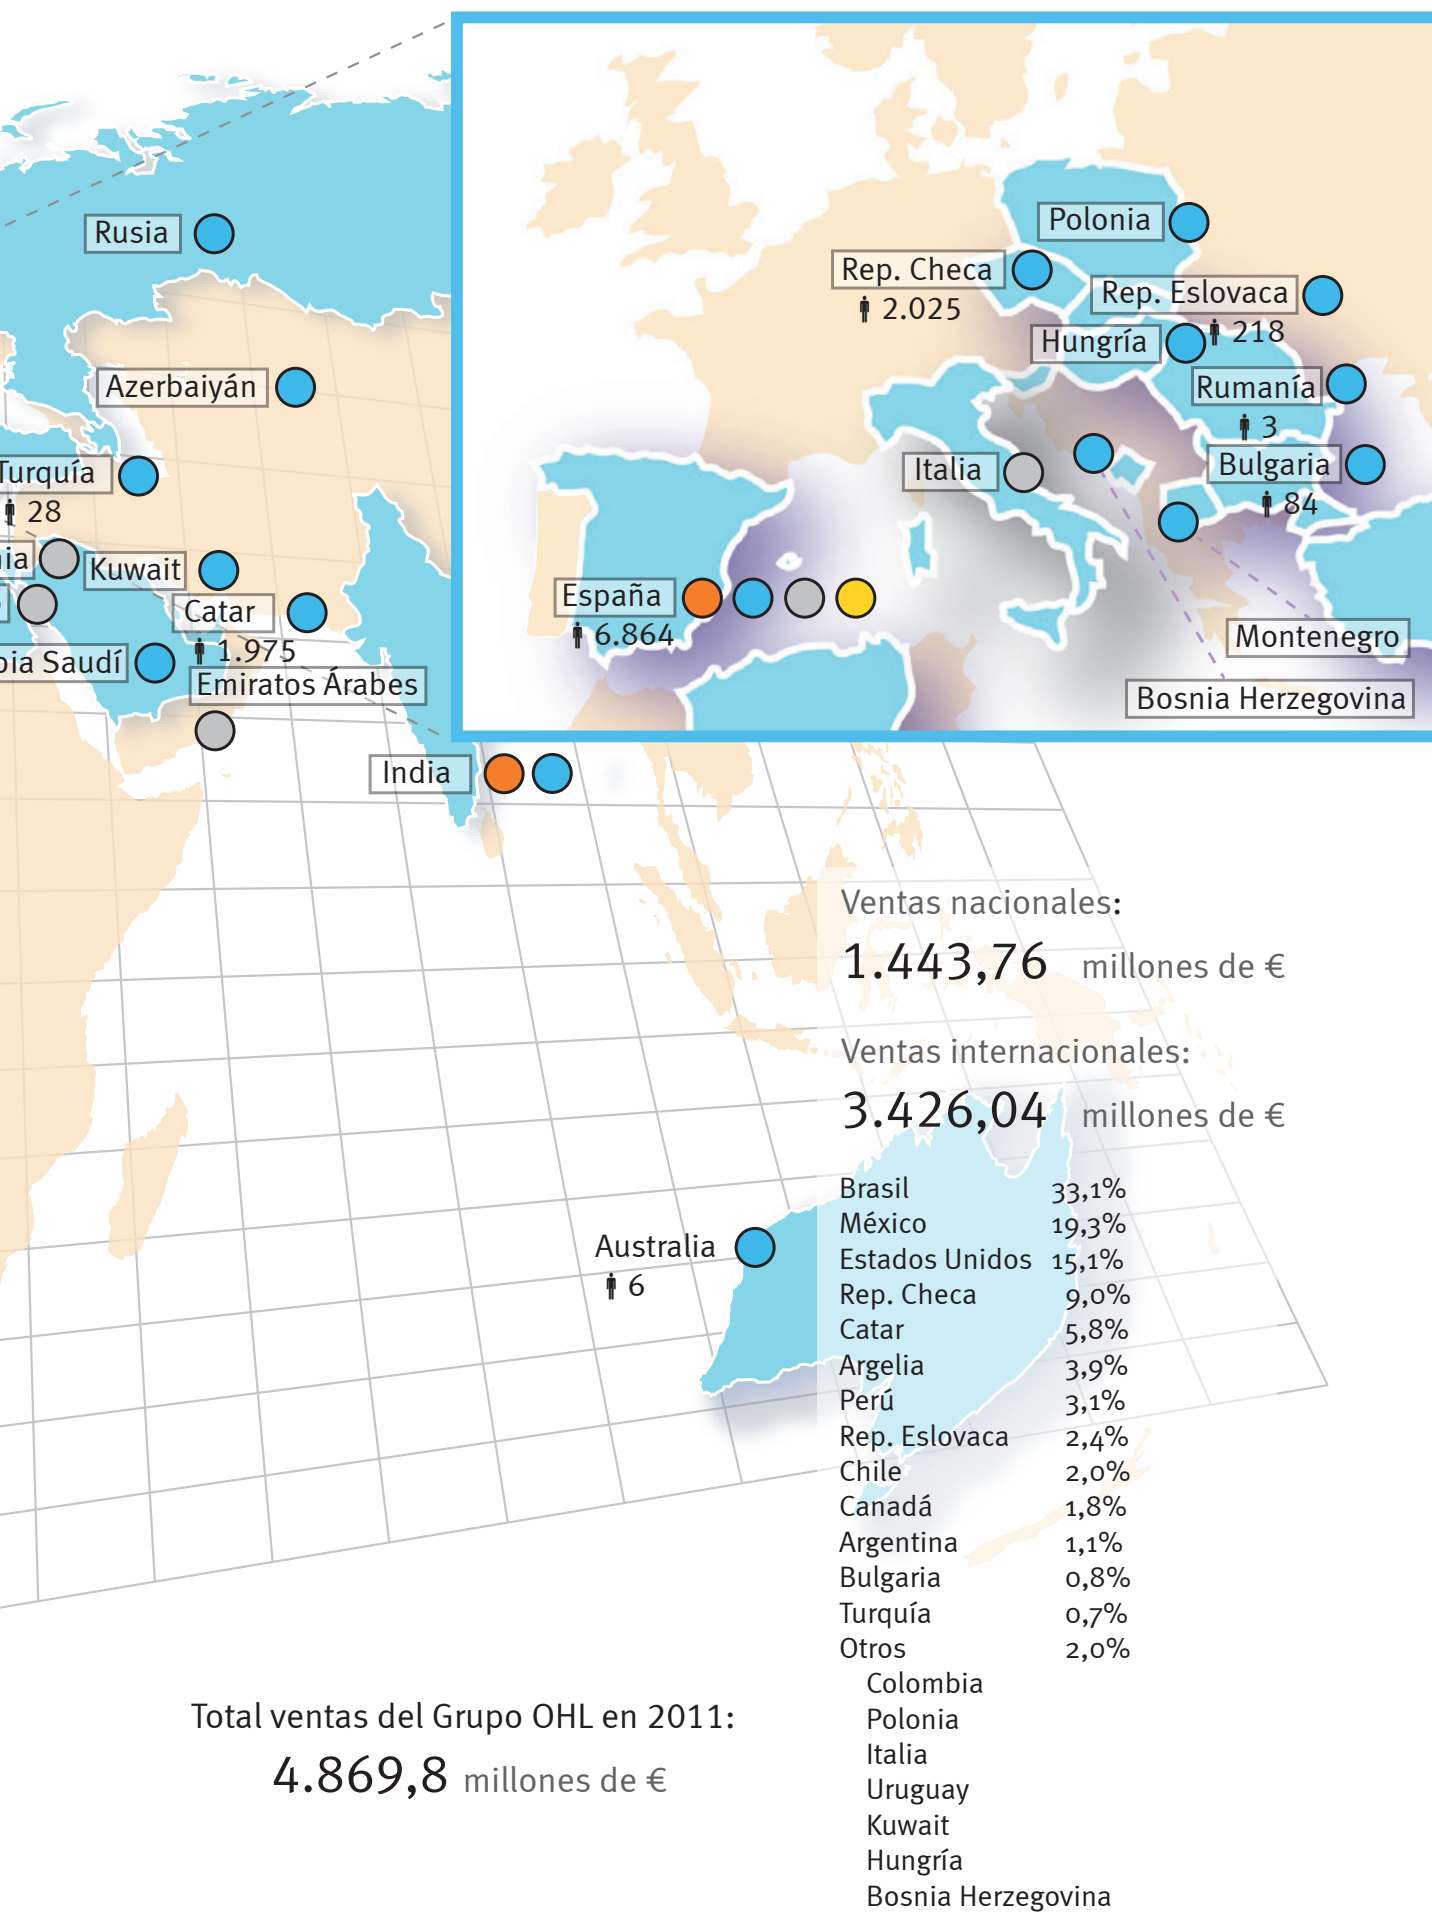 Rusia
Azerbaiyán
Turquía
28
Kuwait
Catar
1.975
Saudí
Emiratos Árabes
India
Polonia
Rep. Checa
2.025
Rep. Eslovaca
218
Hungría
Rumanía
3
Italia
Bulgaria
84
España
6.864
Montenegro
Bosnia Herzegovina
Australia
6
Ventas nacionales:
1.443,76 millones de €
Ventas internacionales:
3.426,04 millones de €
Brasil 33,1%
México 19,3%
Estados Unidos 15,1%
Rep. Checa 9,0%
Catar 5,8%
Argelia 3,9%
Perú 3,1%
Rep. Eslovaca 2,4%
Chile 2,0%
Canadá 1,8%
Argentina 1,1%
Bulgaria 0,8%
Turquía 0,7%
Otros 2,0%
Colombia
Polonia
Italia
Uruguay
Kuwait
Hungría
Bosnia Herzegovina
Total ventas del Grupo OHL en 2011:
4.869,8 millones de €